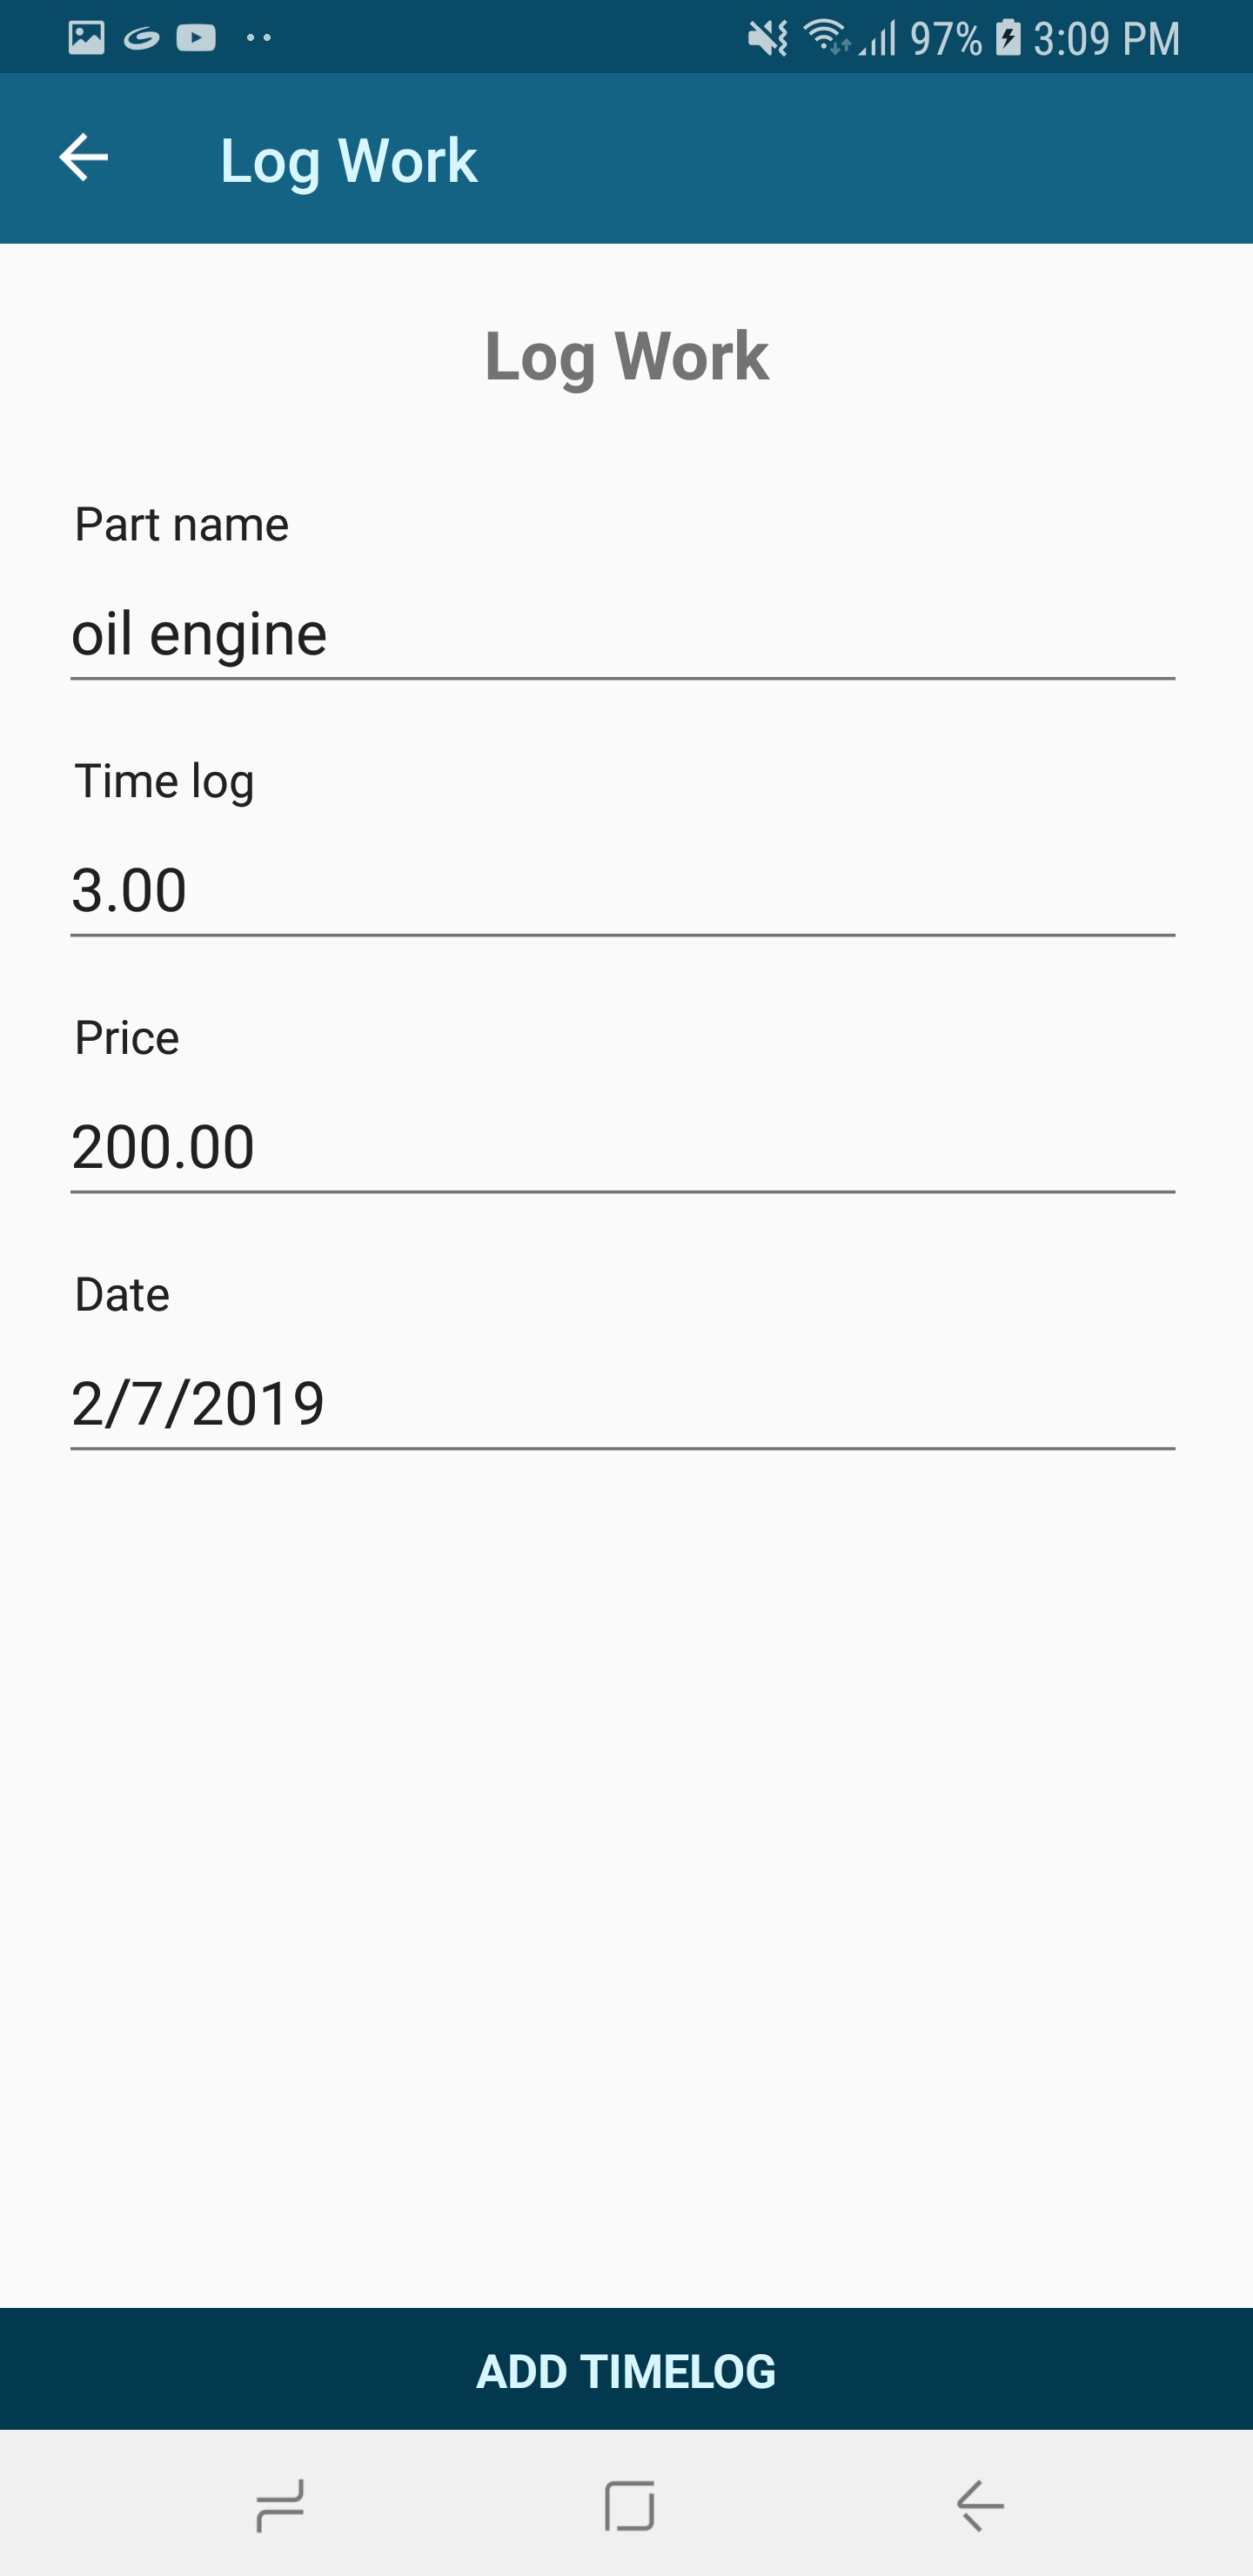 97% 3:09 PM
Log Work
Log Work
Part name
oil engine
Time log
3.00
Price
200.00
Date
2/7/2019
ADD TIMELOG